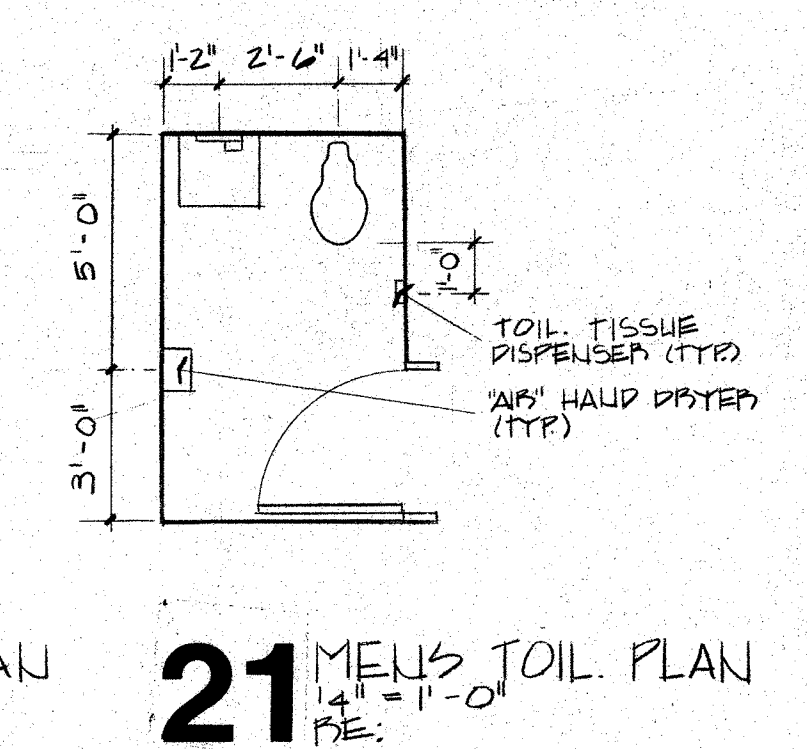 1'-2" 2'-6" 1'-4"
5'-0"
1'-0"
TOIL. TISSUE
DISPENSER (TYP.)
"AIR" HAND DRYER
(TYP.)
3'-0"
AN
21 MENS TOIL. PLAN
1/4" = 1'-0"
RE: